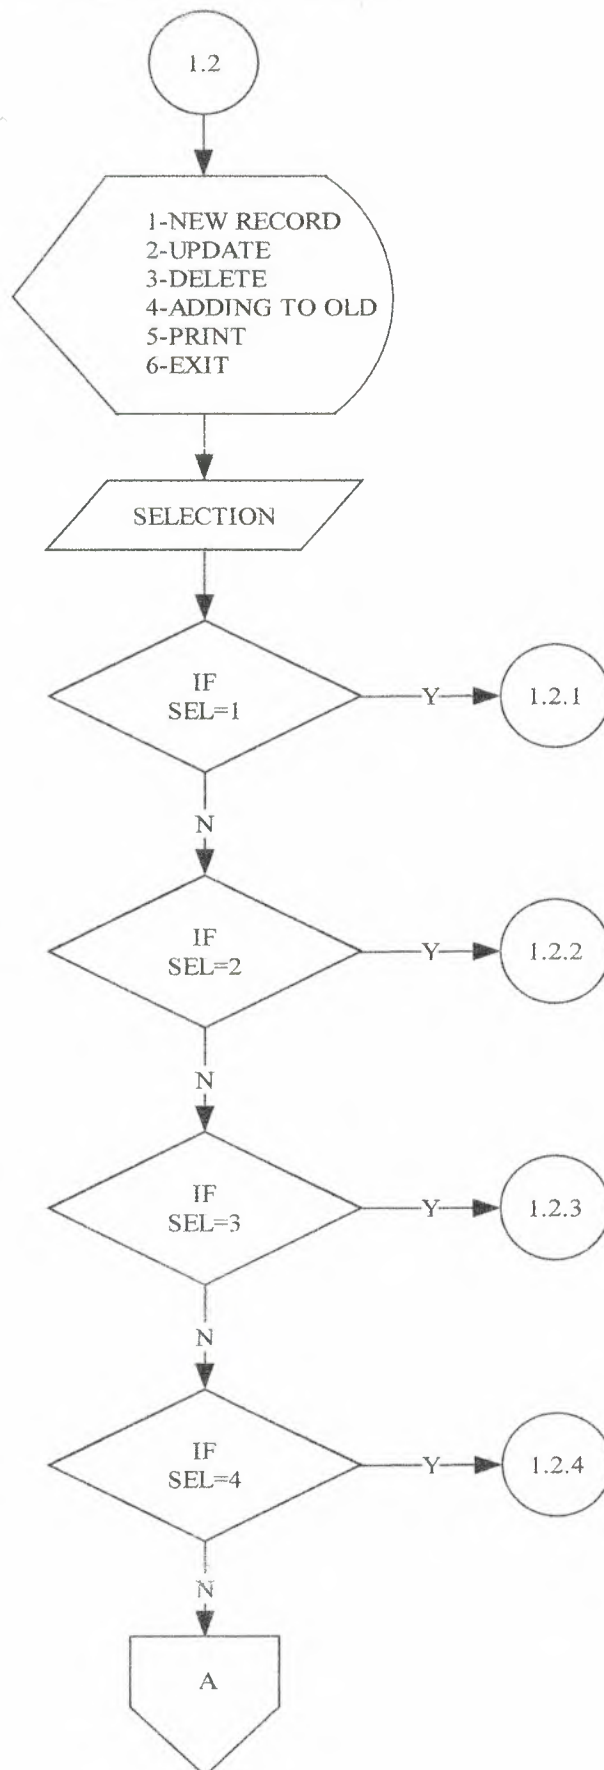 1.2
1-NEW RECORD
2-UPDATE
3-DELETE
4-ADDING TO OLD
5-PRINT
6-EXIT
SELECTION
IF
SEL=1
Y
1.2.1
N
IF
SEL=2
Y
1.2.2
N
IF
SEL=3
Y
1.2.3
N
IF
SEL=4
Y
1.2.4
N
A